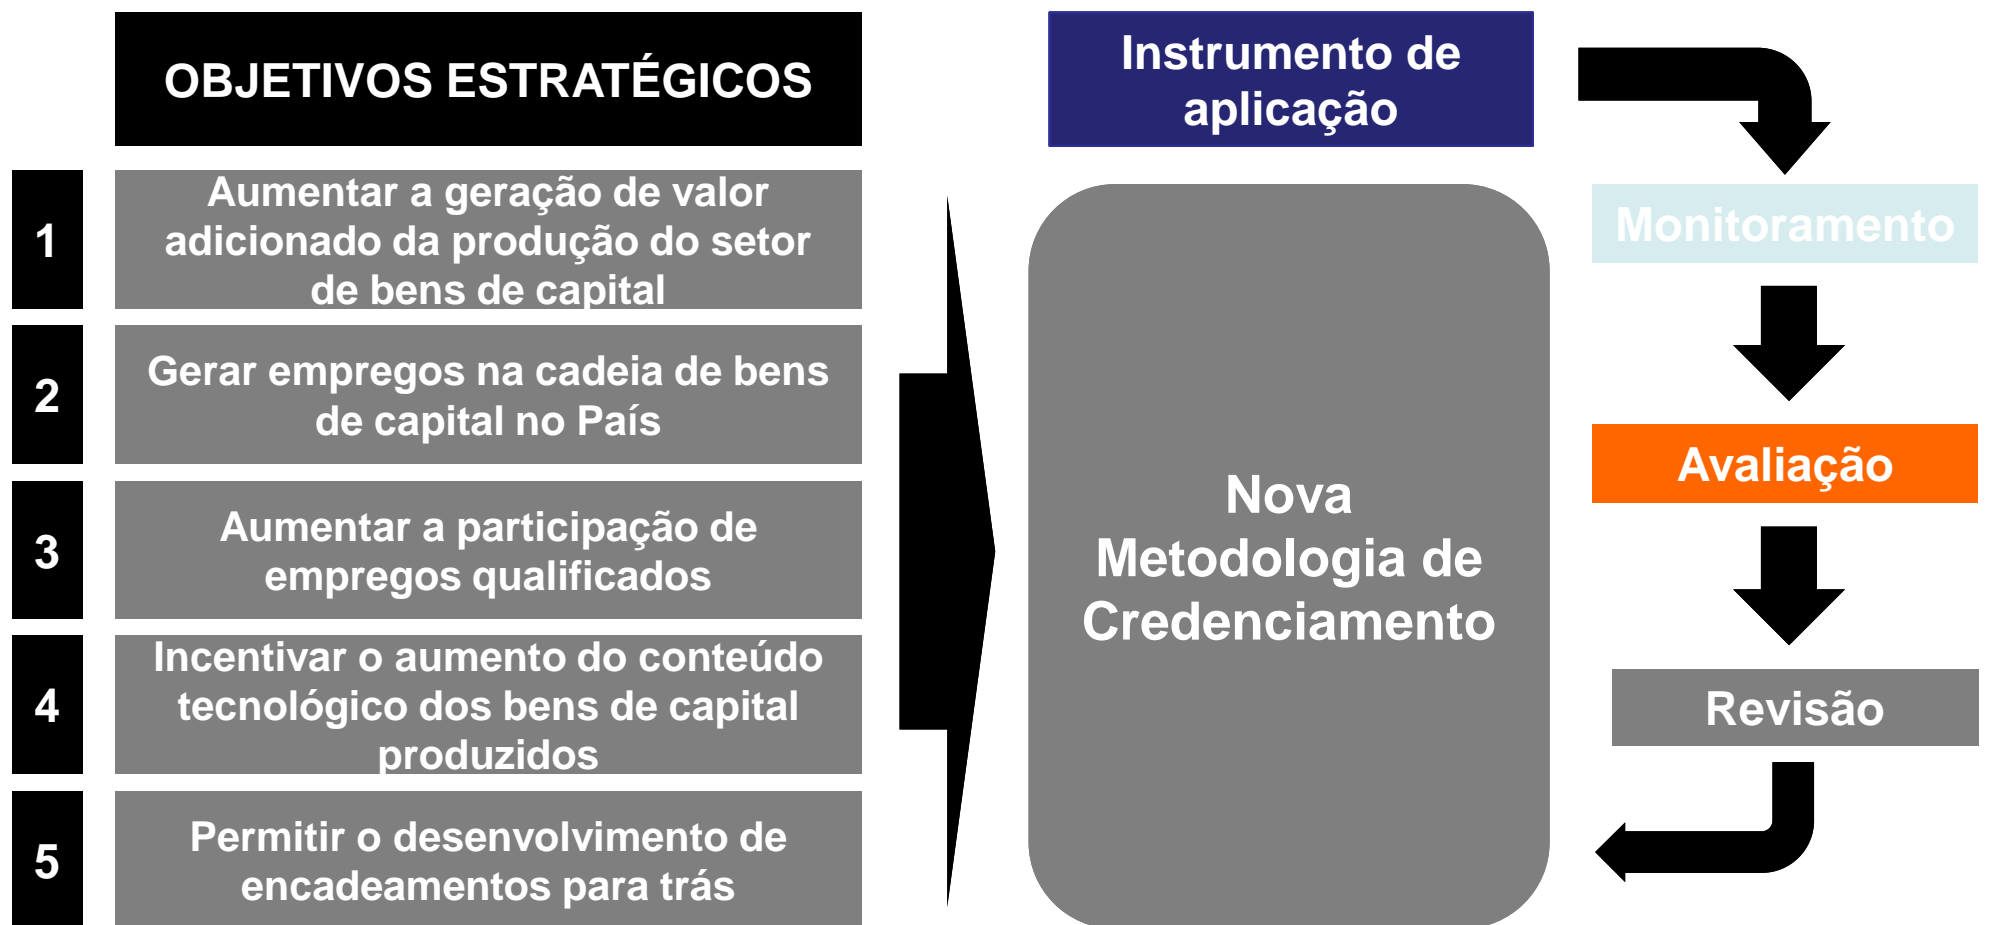 OBJETIVOS ESTRATÉGICOS
1
Aumentar a geração de valor
adicionado da produção do setor
de bens de capital
2
Gerar empregos na cadeia de bens
de capital no País
3
Aumentar a participação de
empregos qualificados
4
Incentivar o aumento do conteúdo
tecnológico dos bens de capital
produzidos
5
Permitir o desenvolvimento de
encadeamentos para trás
Instrumento de
aplicação
Nova
Metodologia de
Credenciamento
Monitoramento
Avaliação
Revisão